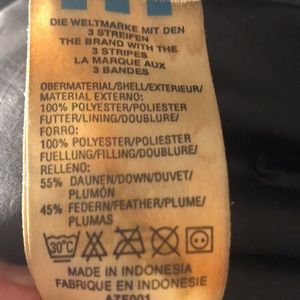 DIE WELTMARKE MIT DEN
3 STREIFEN
THE BRAND WITH THE
3 STRIPES
LA MARQUE AUX
3 BANDES
OBERMATERIAL/SHELL/EXTERIEUR/
MATERIAL EXTERNO:
100% POLYESTER/POLIESTER
FUTTER/LINING/DOUBLURE/
FORRO:
100% POLYESTER/POLIESTER
FUELLUNG/FILLING/DOUBLURE/
RELLENO:
55% DAUNEN/DOWN/DUVET/
PLUMÓN
45% FEDERN/FEATHER/PLUME/
PLUMAS
30°C
MADE IN INDONESIA
FABRIQUE EN INDONESIE
AZE001